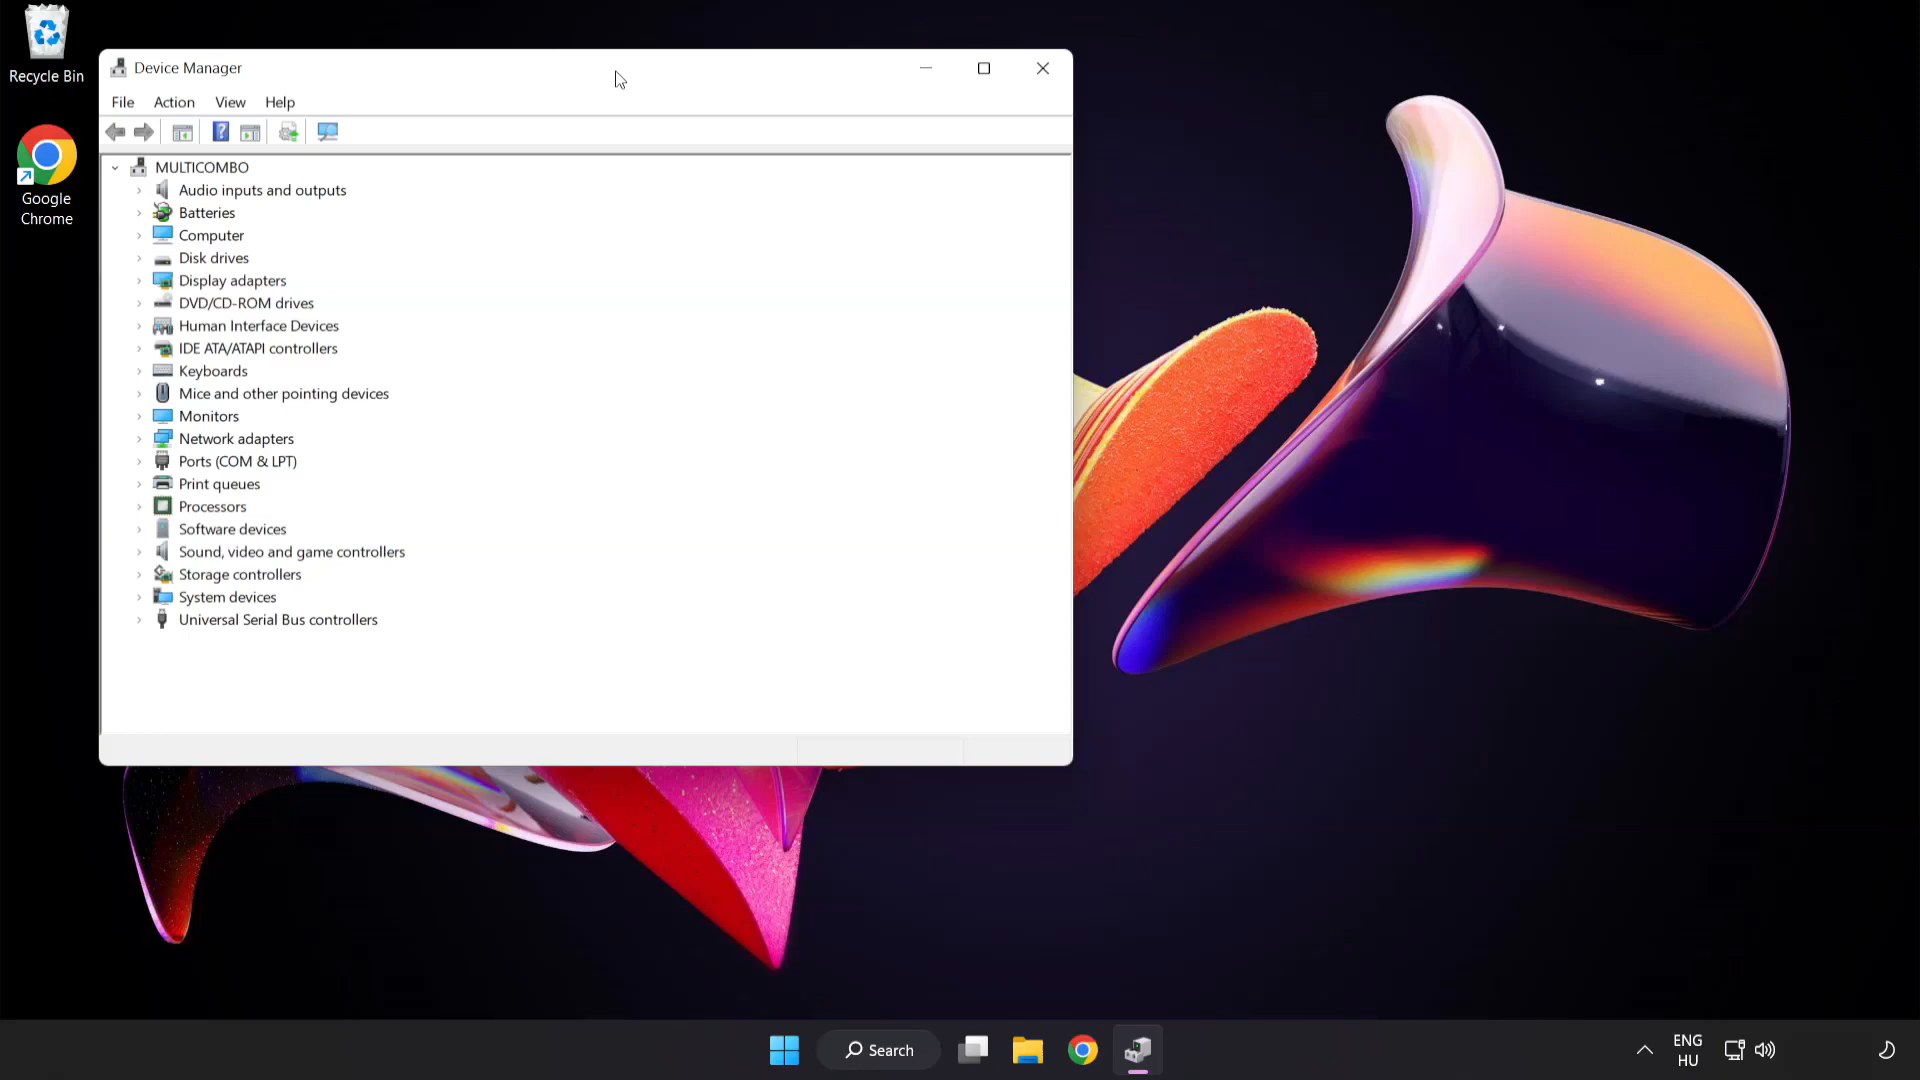 Recycle Bin
Google
Chrome
Device Manager
File Action View Help
MULTICOMBO
Audio inputs and outputs
Batteries
Computer
Disk drives
Display adapters
DVD/CD-ROM drives
Human Interface Devices
IDE ATA/ATAPI controllers
Keyboards
Mice and other pointing devices
Monitors
Network adapters
Ports (COM & LPT)
Print queues
Processors
Software devices
Sound, video and game controllers
Storage controllers
System devices
Universal Serial Bus controllers
Search
ENG
HU